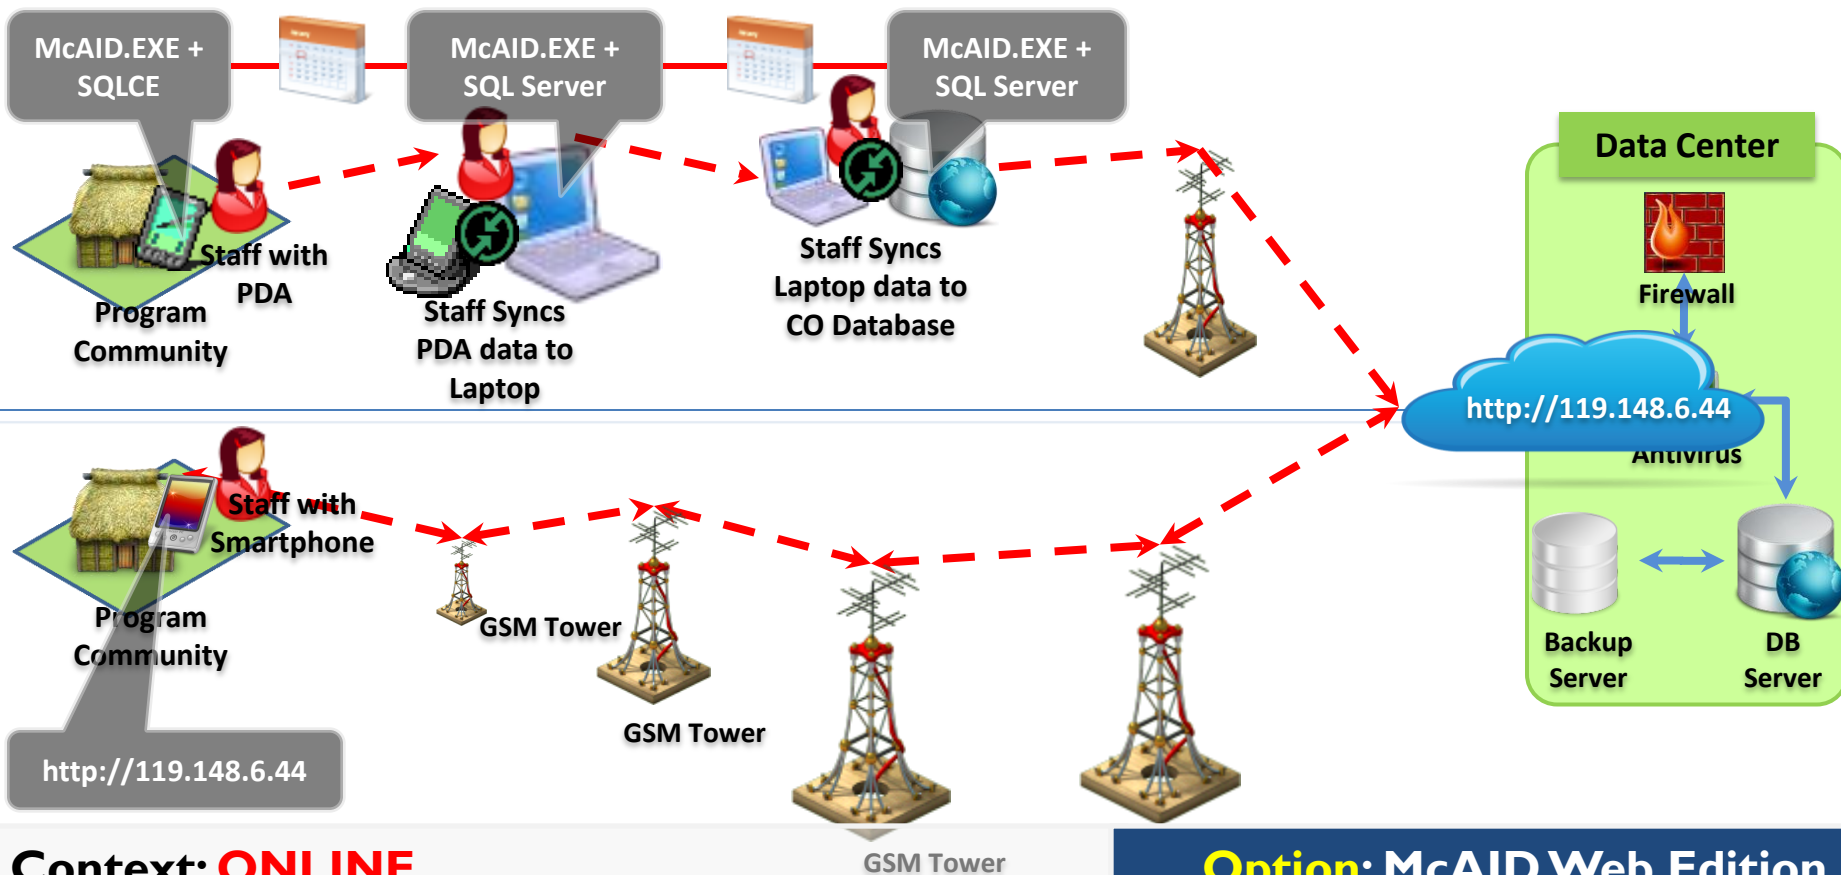 McAID.EXE +
SQLCE
McAID.EXE +
SQL Server
McAID.EXE +
SQL Server
Data Center
Staff with
PDA
Program
Community
Staff Syncs
PDA data to
Laptop
Staff Syncs
Laptop data to
CO Database
Firewall
http://119.148.6.44
Antivirus
Staff with
Smartphone
Program
Community
GSM Tower
GSM Tower
Backup
Server
DB
Server
http://119.148.6.44
GSM Tower
Context: ONLINE
Option: McAID Web Edition